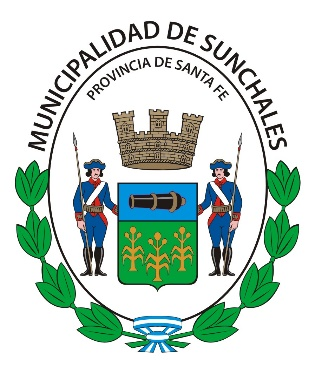 MUNICIPALIDAD DE SUNCHALES
PROVINCIA DE SANTA FE